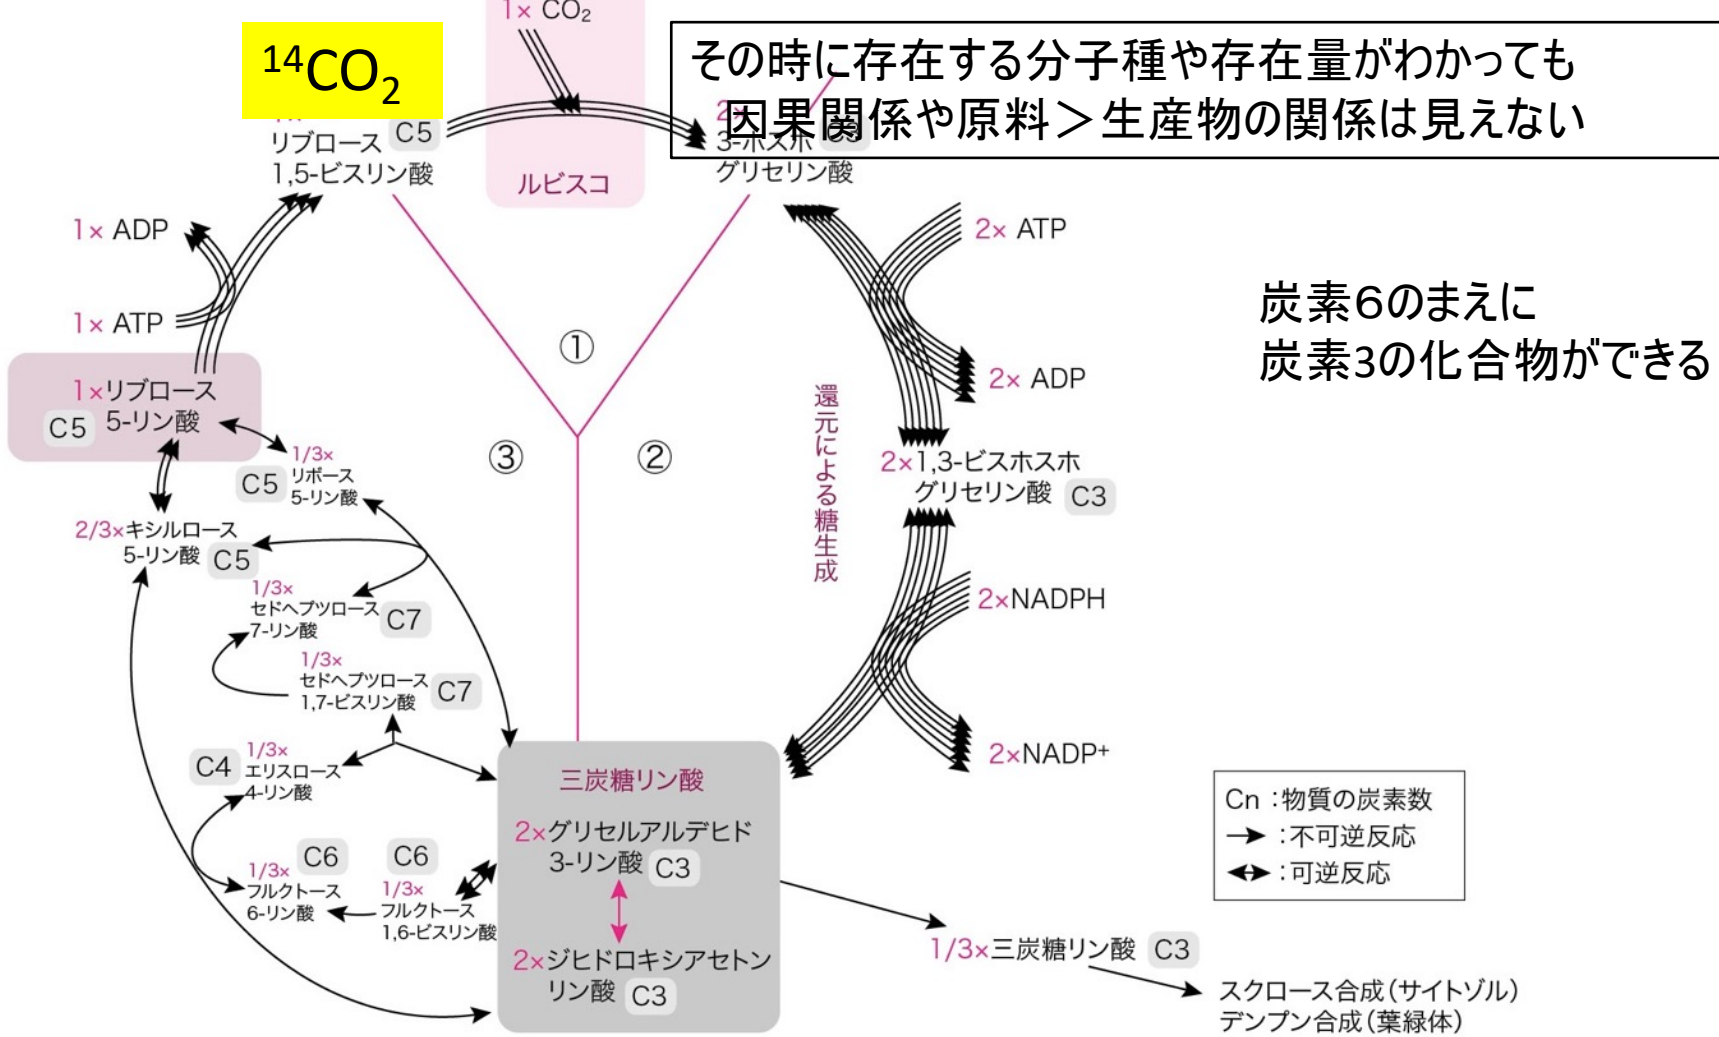 1× CO₂
¹⁴CO₂
その時に存在する分子種や存在量がわかっても
因果関係や原料＞生産物の関係は見えない
リブロース
1,5-ビスリン酸
C5
ルビスコ
2×
3-ホスホ
グリセリン酸
C3
1× ADP
1× ATP
2× ATP
2× ADP
炭素６のまえに
炭素3の化合物ができる
1×リブロース
5-リン酸
C5
①
③
②
還元による糖生成
1/3×
リボース
5-リン酸
C5
2×1,3-ビスホスホ
グリセリン酸
C3
2/3×キシルロース
5-リン酸
C5
1/3×
セドヘプツロース
7-リン酸
C7
2×NADPH
1/3×
セドヘプツロース
1,7-ビスリン酸
C7
2×NADP⁺
1/3×
エリスロース
4-リン酸
C4
三炭糖リン酸
2×グリセルアルデヒド
3-リン酸
C3
2×ジヒドロキシアセトン
リン酸
C3
C6
1/3×
フルクトース
6-リン酸
C6
1/3×
フルクトース
1,6-ビスリン酸
Cn：物質の炭素数
→：不可逆反応
↔：可逆反応
1/3×三炭糖リン酸 C3
スクロース合成（サイトゾル）
デンプン合成（葉緑体）